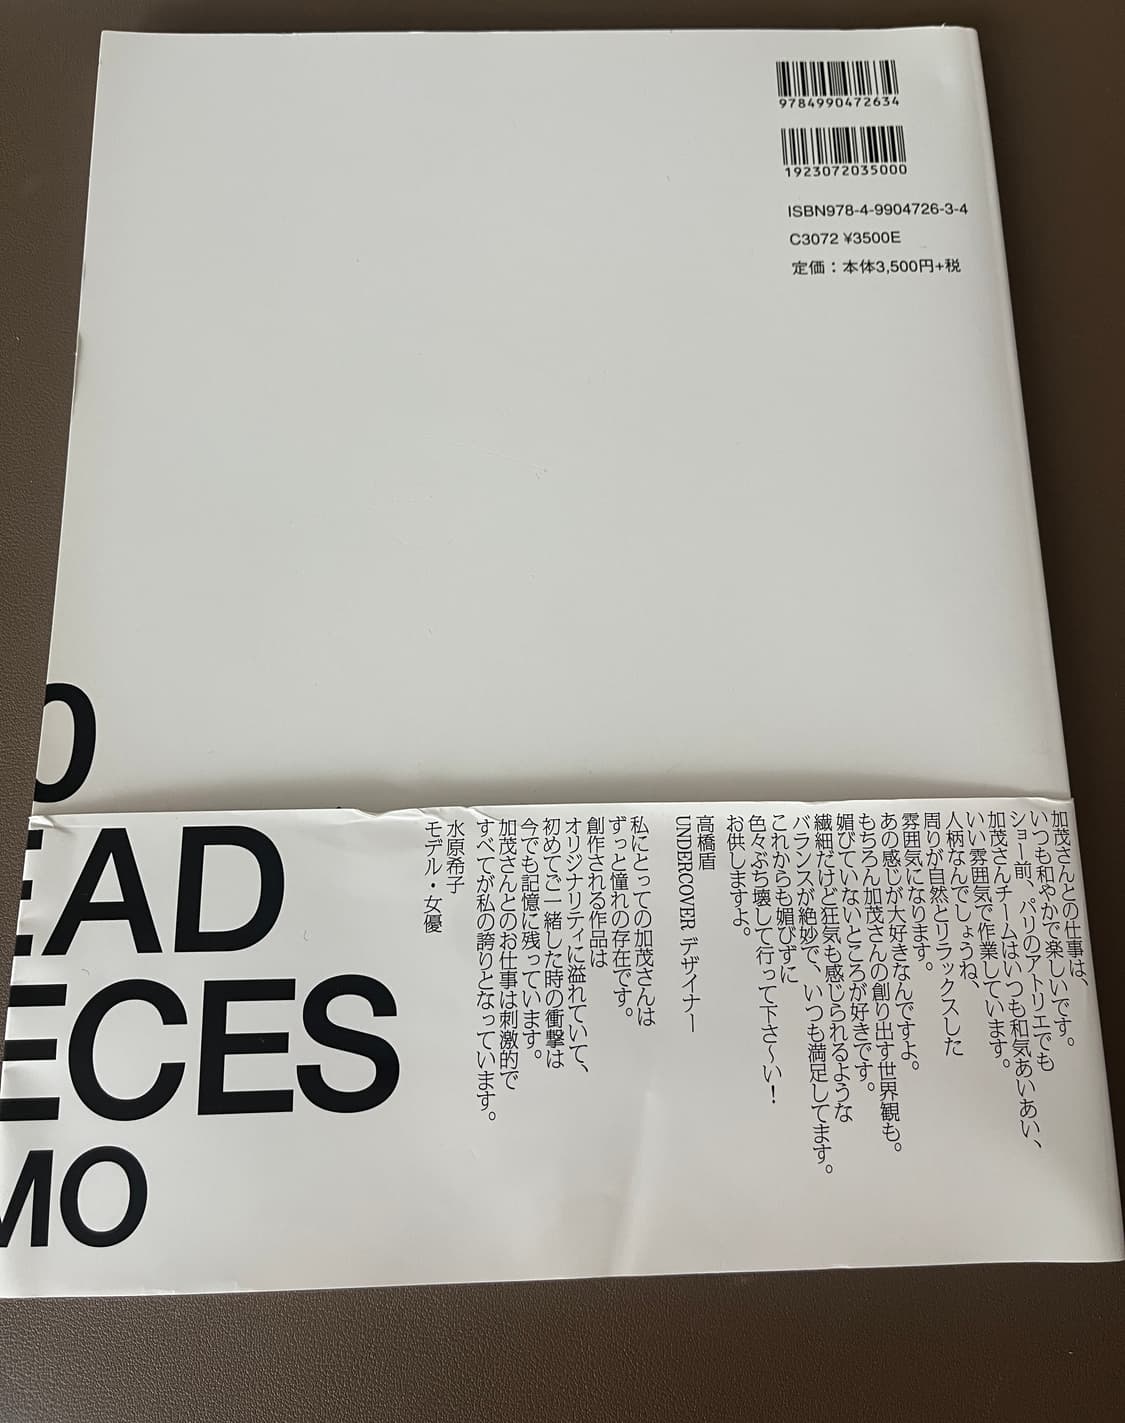 9784990472634
1923072035000
ISBN978-4-9904726-3-4
C3072 ¥3500E
定価：本体3,500円+税
加茂さんとの仕事は、
いつも和やかで楽しいです。
ショー前、パリのアトリエでも
加茂さんチームはいつも和気あいあい、
いい雰囲気で作業しています。
人柄なんでしょうね、
周りが自然とリラックスした
雰囲気になります。
あの感じが大好きなんですよ。
もちろん加茂さんの創り出す世界観も。
媚びていないところが好きです。
繊細だけど狂気も感じられるような
バランスが絶妙で、いつも満足してます。
これからも媚びずに
色々ぶち壊して行って下さ〜い！
お供しますよ。
高橋盾
UNDERCOVER デザイナー
私にとっての加茂さんは
ずっと憧れの存在です。
創作される作品は
オリジナリティに溢れていて、
初めてご一緒した時の衝撃は
今でも記憶に残っています。
加茂さんとのお仕事は刺激的で
すべてが私の誇りとなっています。
水原希子
モデル・女優
0
EAD
ECES
MO